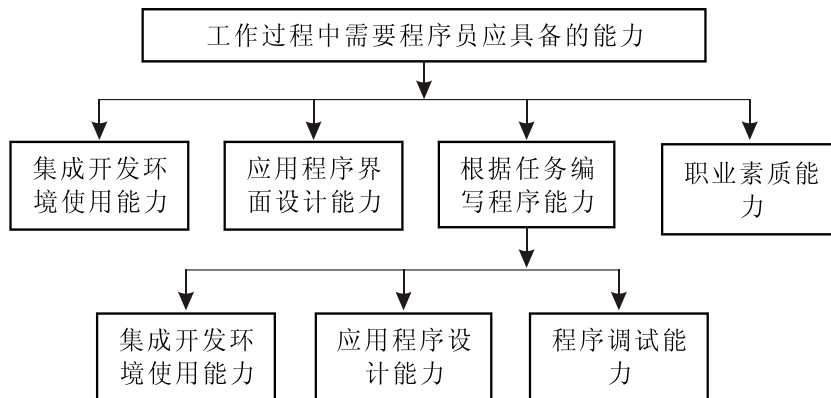 工作过程中需要程序员应具备的能力
集成开发环
境使用能力
应用程序界
面设计能力
根据任务编
写程序能力
职业素质能
力
集成开发环
境使用能力
应用程序设
计能力
程序调试能
力